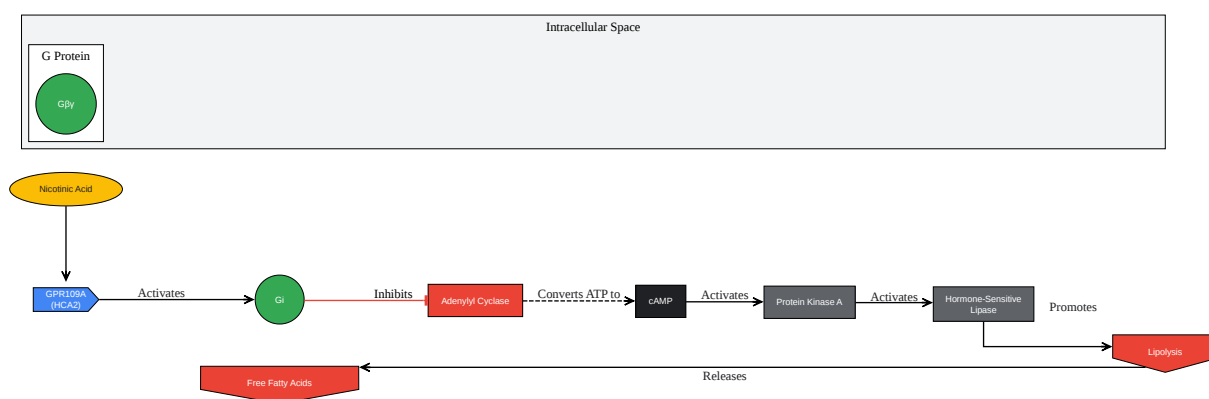 Intracellular Space
G Protein
Gβγ
Nicotinic Acid
GPR109A
(HCA2)
Activates
Gi
Inhibits
Adenylyl Cyclase
Converts ATP to
cAMP
Activates
Protein Kinase A
Activates
Hormone-Sensitive
Lipase
Promotes
Lipolysis
Releases
Free Fatty Acids